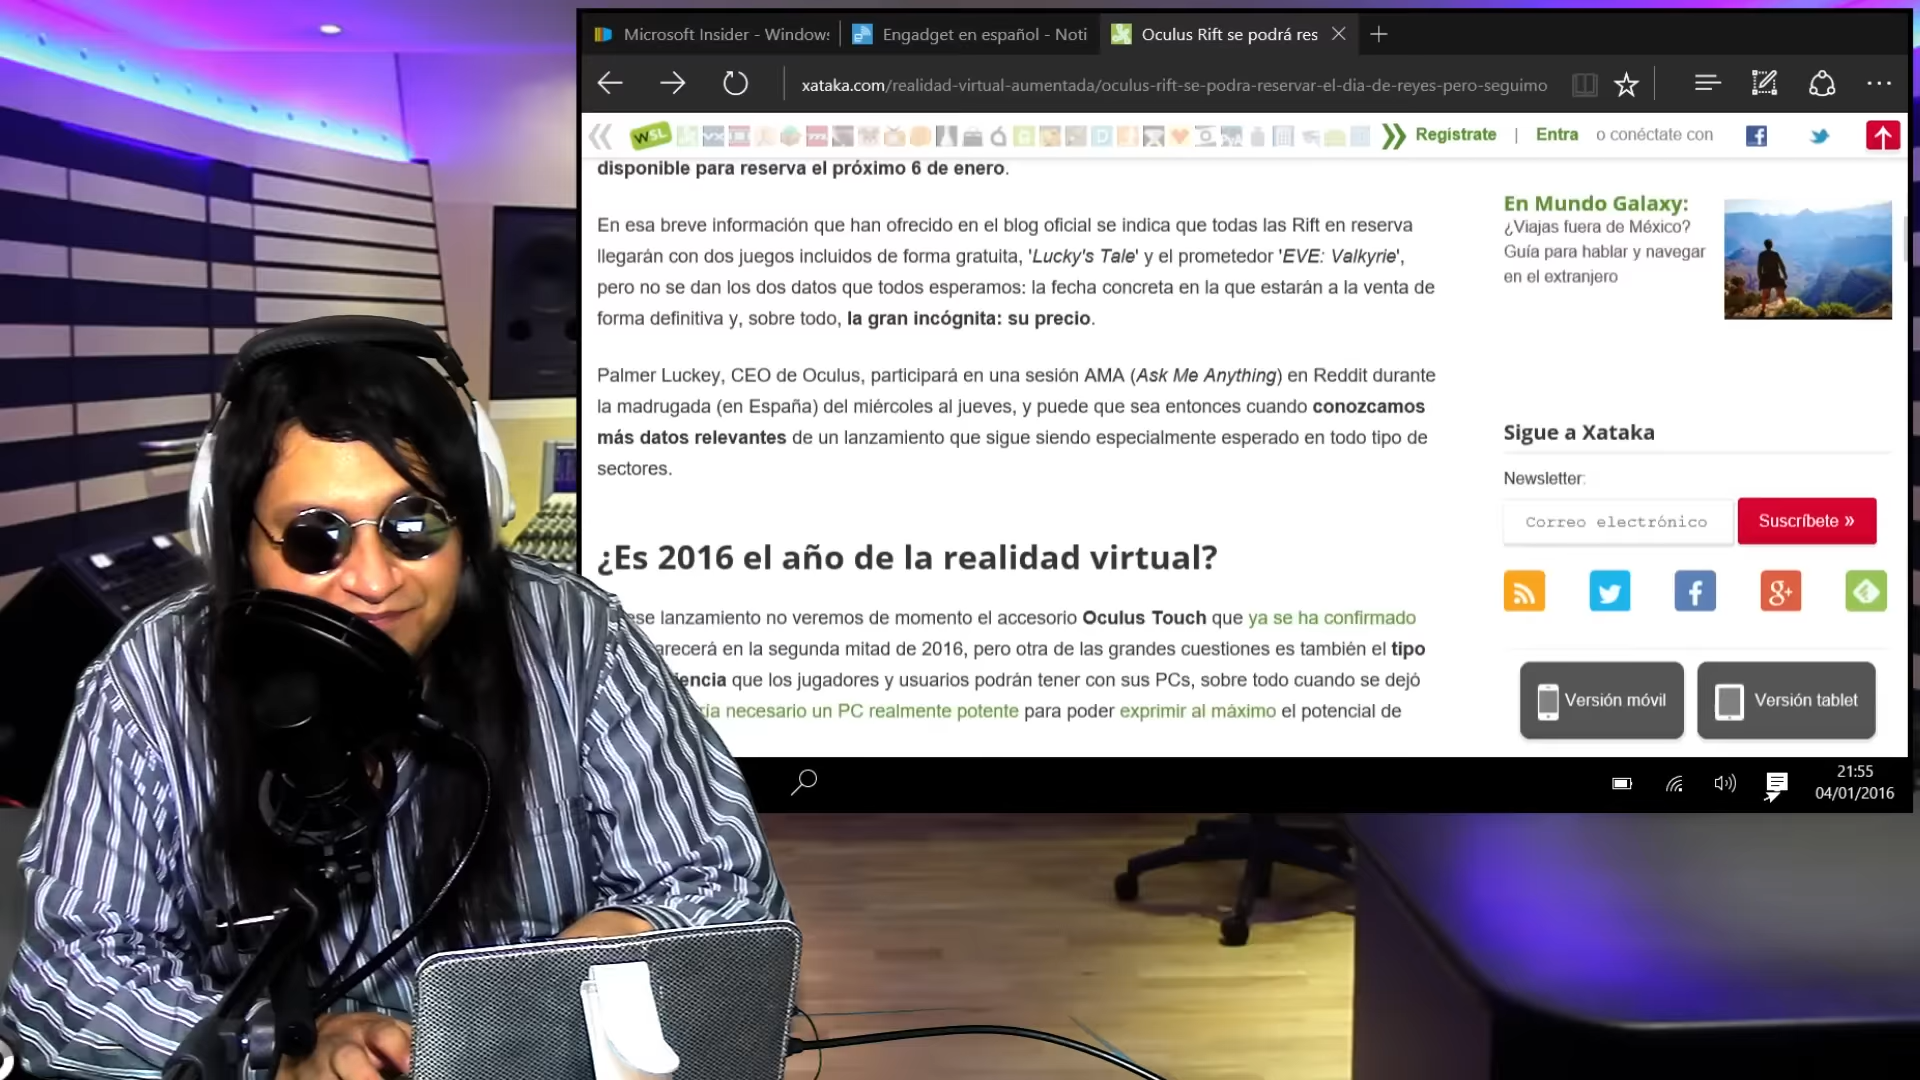 Microsoft Insider - Windows
Engadget en español - Noti
Oculus Rift se podrá res
xataka.com/realidad-virtual-aumentada/oculus-rift-se-podra-reservar-el-dia-de-reyes-pero-seguimo
WSL
Regístrate | Entra o conéctate con
disponible para reserva el próximo 6 de enero.
En esa breve información que han ofrecido en el blog oficial se indica que todas las Rift en reserva
llegarán con dos juegos incluidos de forma gratuita, 'Lucky's Tale' y el prometedor 'EVE: Valkyrie',
pero no se dan los dos datos que todos esperamos: la fecha concreta en la que estarán a la venta de
forma definitiva y, sobre todo, la gran incógnita: su precio.
Palmer Luckey, CEO de Oculus, participará en una sesión AMA (Ask Me Anything) en Reddit durante
la madrugada (en España) del miércoles al jueves, y puede que sea entonces cuando conozcamos
más datos relevantes de un lanzamiento que sigue siendo especialmente esperado en todo tipo de
sectores.
¿Es 2016 el año de la realidad virtual?
ese lanzamiento no veremos de momento el accesorio Oculus Touch que ya se ha confirmado
arecerá en la segunda mitad de 2016, pero otra de las grandes cuestiones es también el tipo
iencia que los jugadores y usuarios podrán tener con sus PCs, sobre todo cuando se dejó
ría necesario un PC realmente potente para poder exprimir al máximo el potencial de
En Mundo Galaxy:
¿Viajas fuera de México?
Guía para hablar y navegar
en el extranjero
Sigue a Xataka
Newsletter:
Correo electrónico
Suscríbete »
Versión móvil
Versión tablet
21:55
04/01/2016